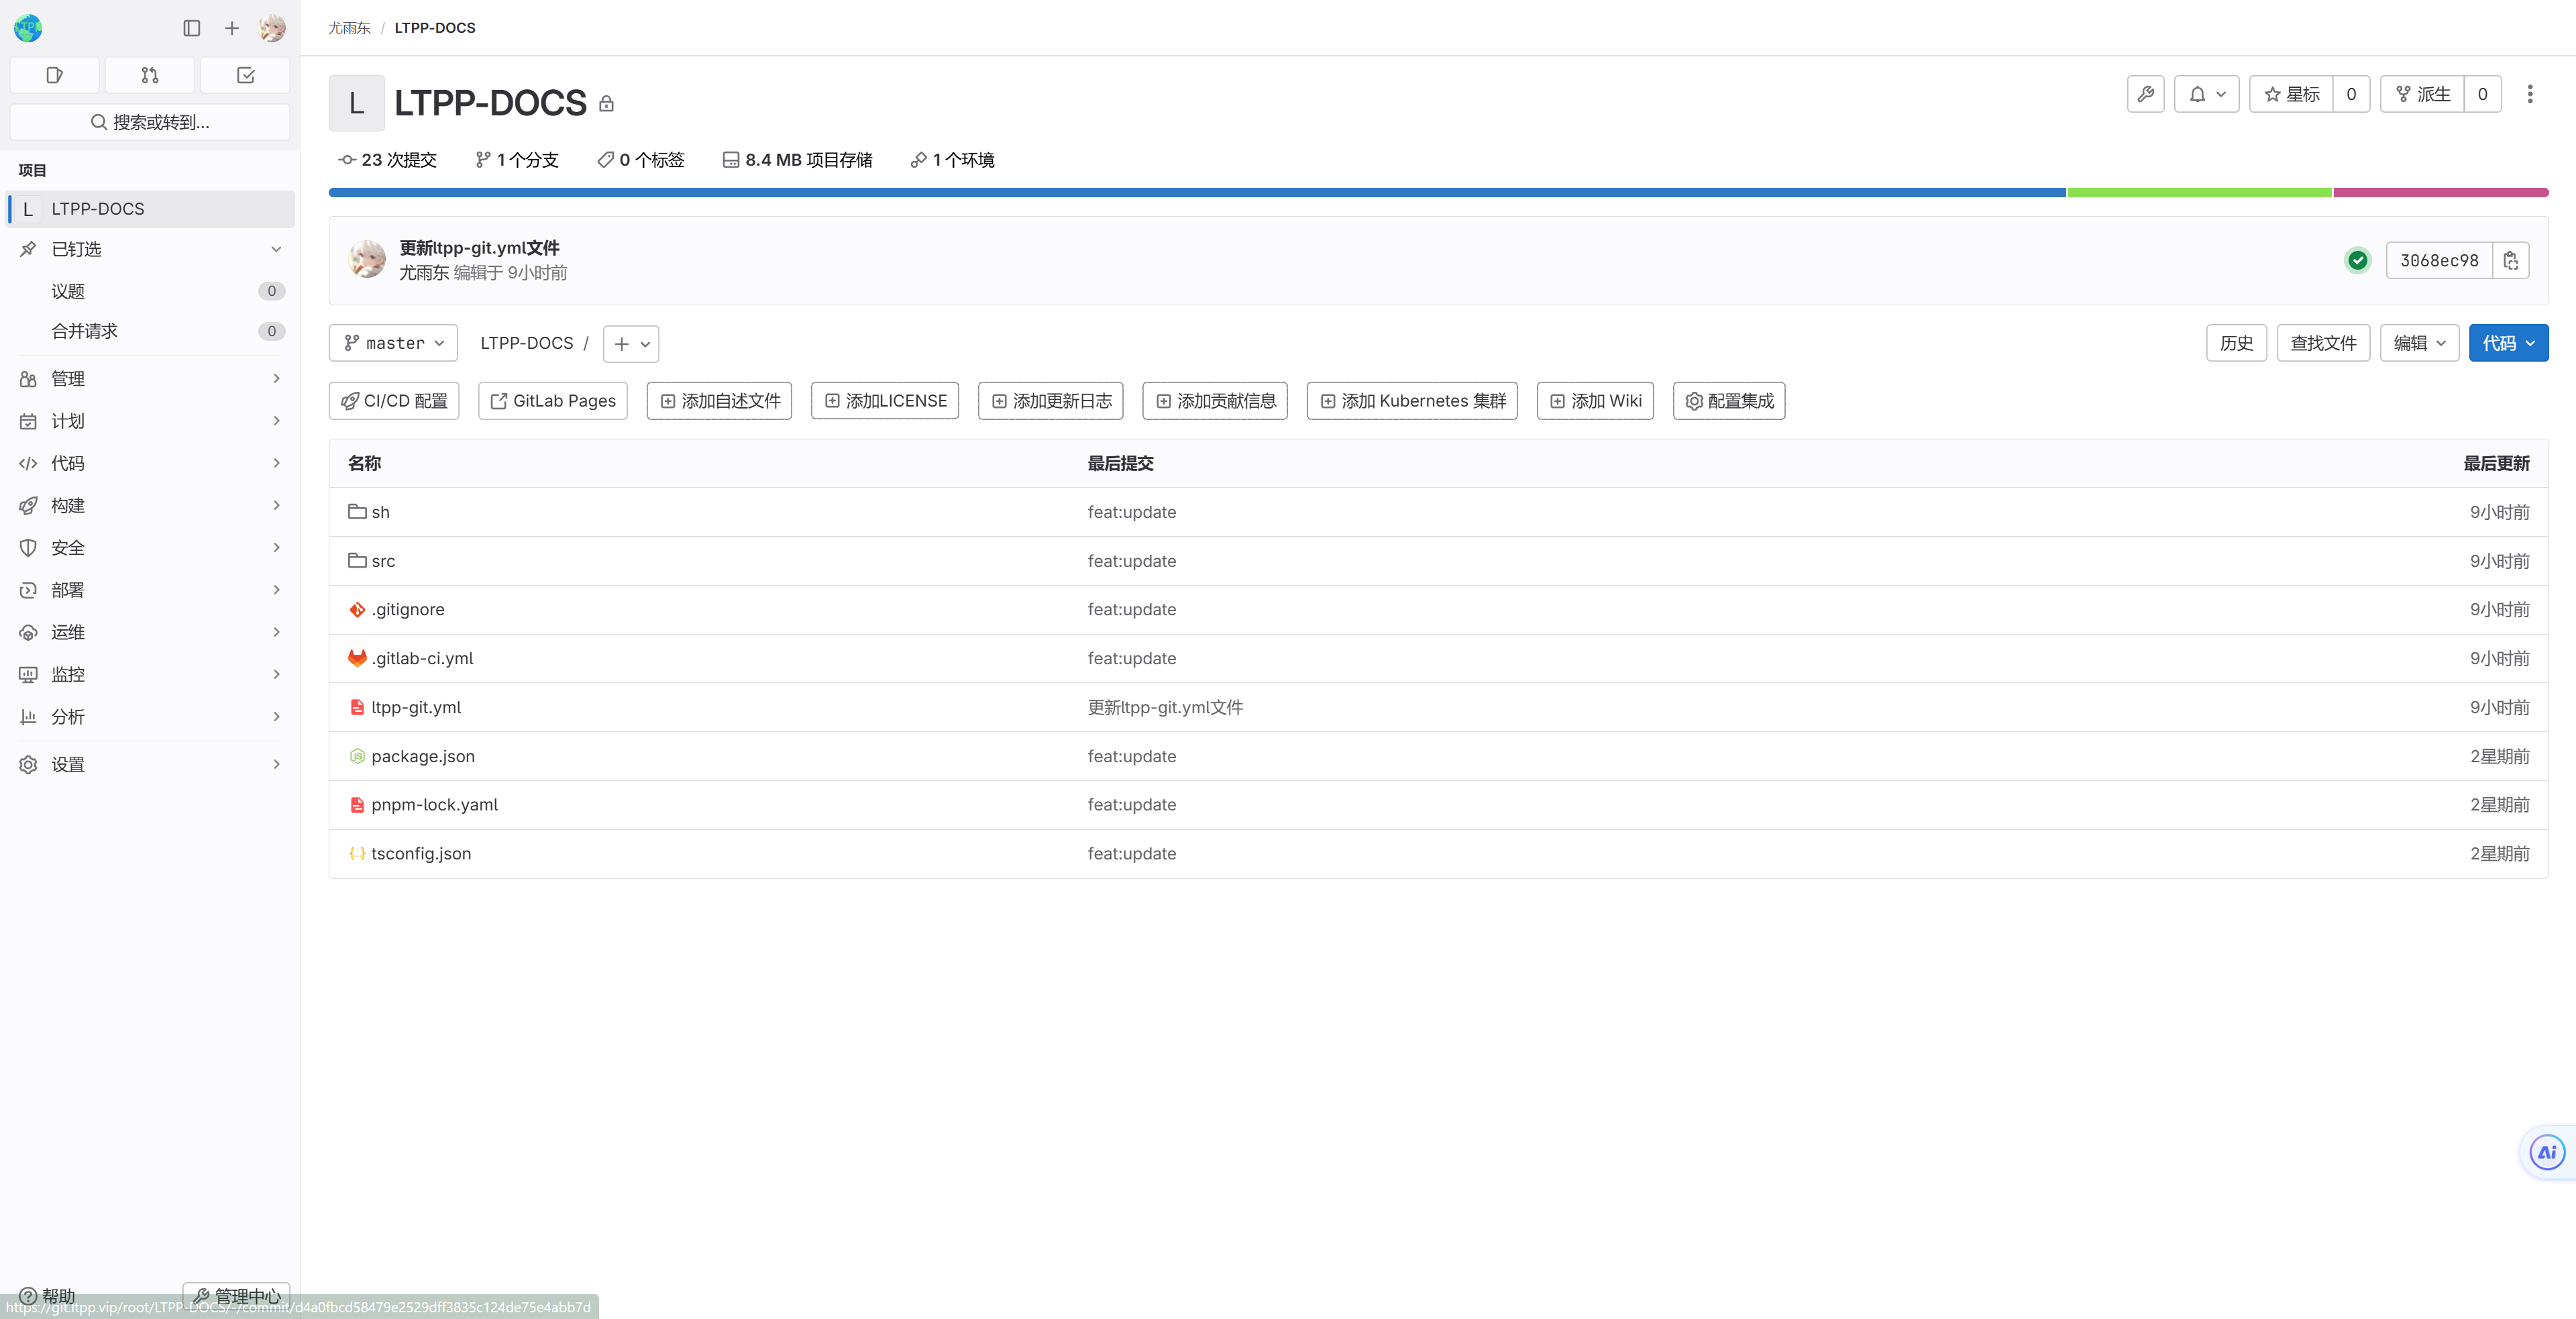 尤雨东 / LTPP-DOCS
搜索或转到...
项目
L LTPP-DOCS
已钉选
议题 0
合并请求 0
管理
计划
代码
构建
安全
部署
运维
监控
分析
设置
帮助
管理中心
https://git.ltpp.vip/root/LTPP-DOCS/-/commit/d4a0fbcd58479e2529dff3835c124de75e4abb7d
L LTPP-DOCS
星标 0 派生 0
23 次提交 1 个分支 0 个标签 8.4 MB 项目存储 1 个环境
更新ltpp-git.yml文件
尤雨东 编辑于 9小时前
3068ec98
master LTPP-DOCS / 历史 查找文件 编辑 代码
CI/CD 配置 GitLab Pages 添加自述文件 添加LICENSE 添加更新日志 添加贡献信息 添加 Kubernetes 集群 添加 Wiki 配置集成
名称 最后提交 最后更新
sh feat:update 9小时前
src feat:update 9小时前
.gitignore feat:update 9小时前
.gitlab-ci.yml feat:update 9小时前
ltpp-git.yml 更新ltpp-git.yml文件 9小时前
package.json feat:update 2星期前
pnpm-lock.yaml feat:update 2星期前
tsconfig.json feat:update 2星期前
Ai